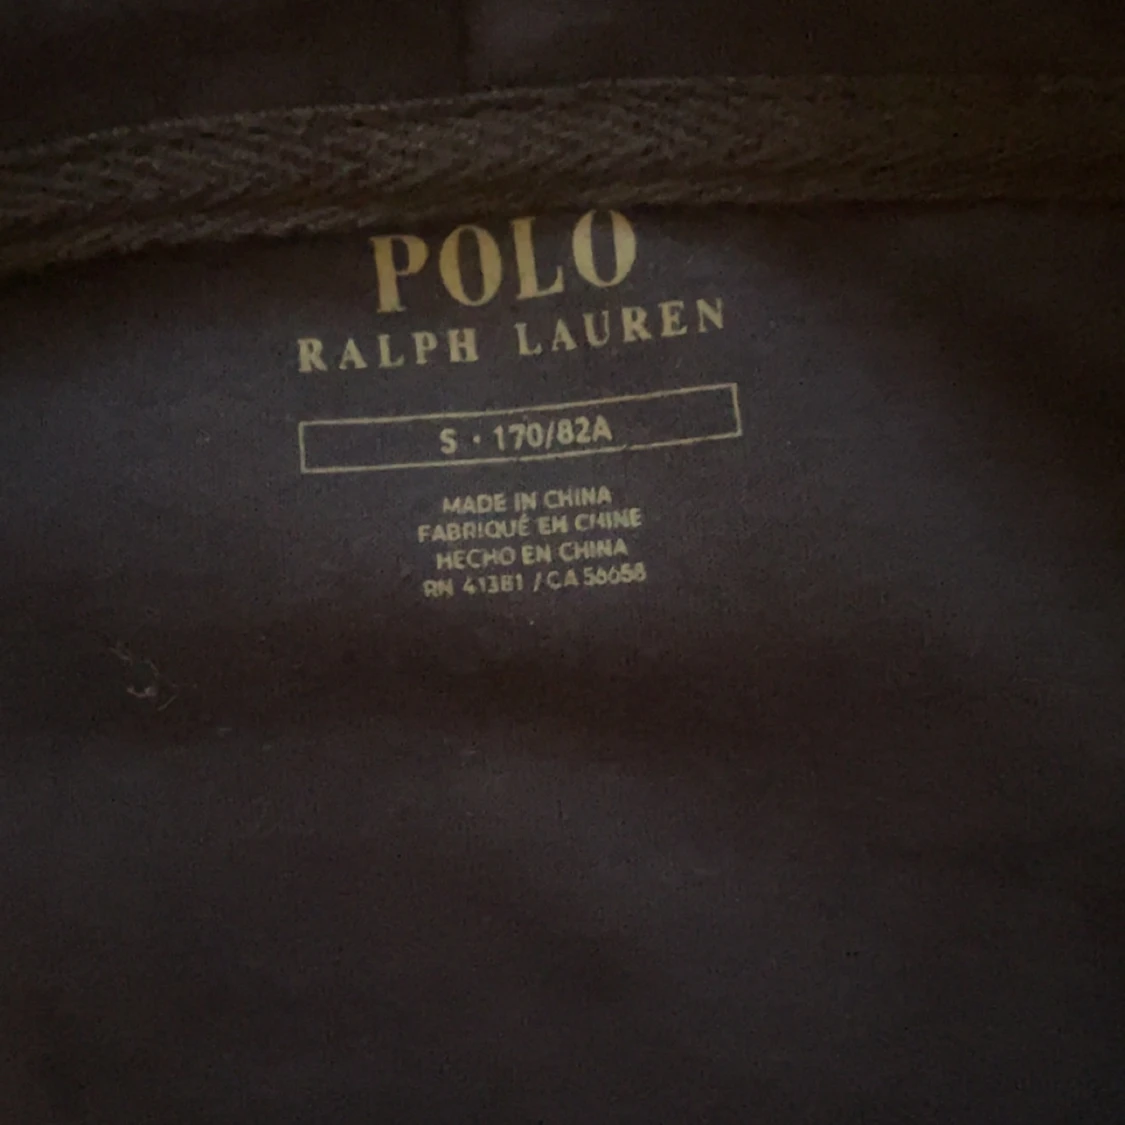 POLO
RALPH LAUREN
S · 170/82A
MADE IN CHINA
FABRIQUÉ EN CHINE
HECHO EN CHINA
RN 41381 / CA 56658